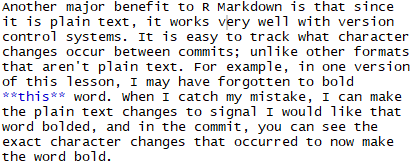 Another major benefit to R Markdown is that since
it is plain text, it works very well with version
control systems. It is easy to track what character
changes occur between commits; unlike other formats
that aren't plain text. For example, in one version
of this lesson, I may have forgotten to bold
**this** word. When I catch my mistake, I can make
the plain text changes to signal I would like that
word bolded, and in the commit, you can see the
exact character changes that occurred to now make
the word bold.